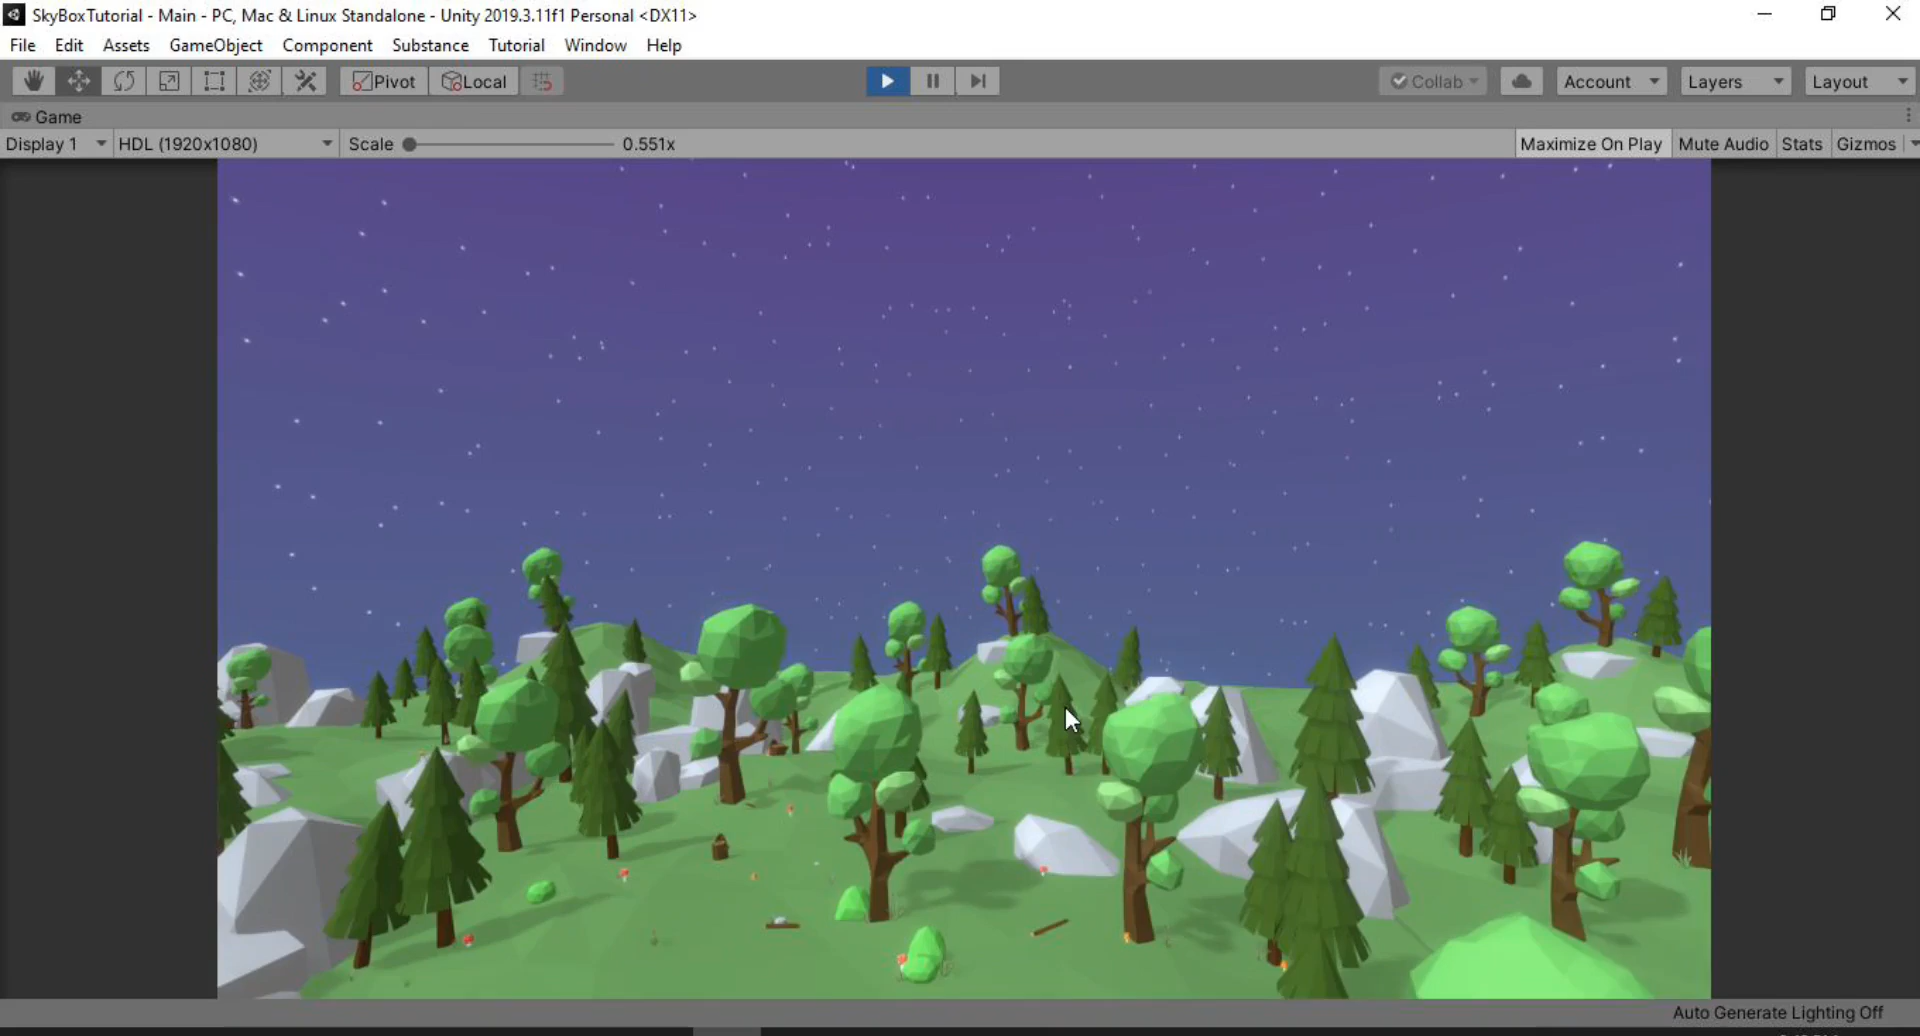 SkyBoxTutorial - Main - PC, Mac & Linux Standalone - Unity 2019.3.11f1 Personal <DX11>
File Edit Assets GameObject Component Substance Tutorial Window Help
Pivot Local Collab Account Layers Layout
Game
Display 1 HDL (1920x1080) Scale 0.551x Maximize On Play Mute Audio Stats Gizmos
Auto Generate Lighting Off